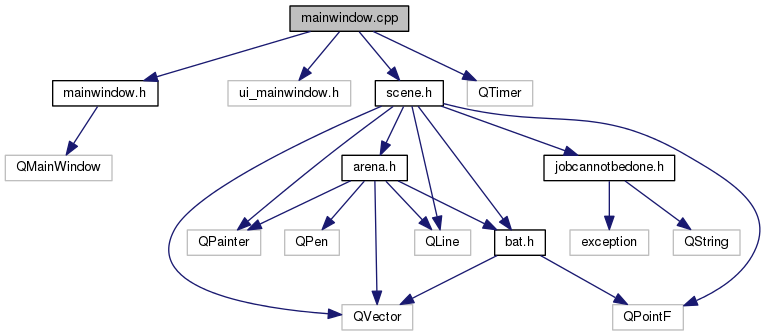 mainwindow.cpp
mainwindow.h
ui_mainwindow.h
scene.h
QTimer
QMainWindow
arena.h
jobcannotbedone.h
QPainter
QPen
QLine
bat.h
exception
QString
QVector
QPointF